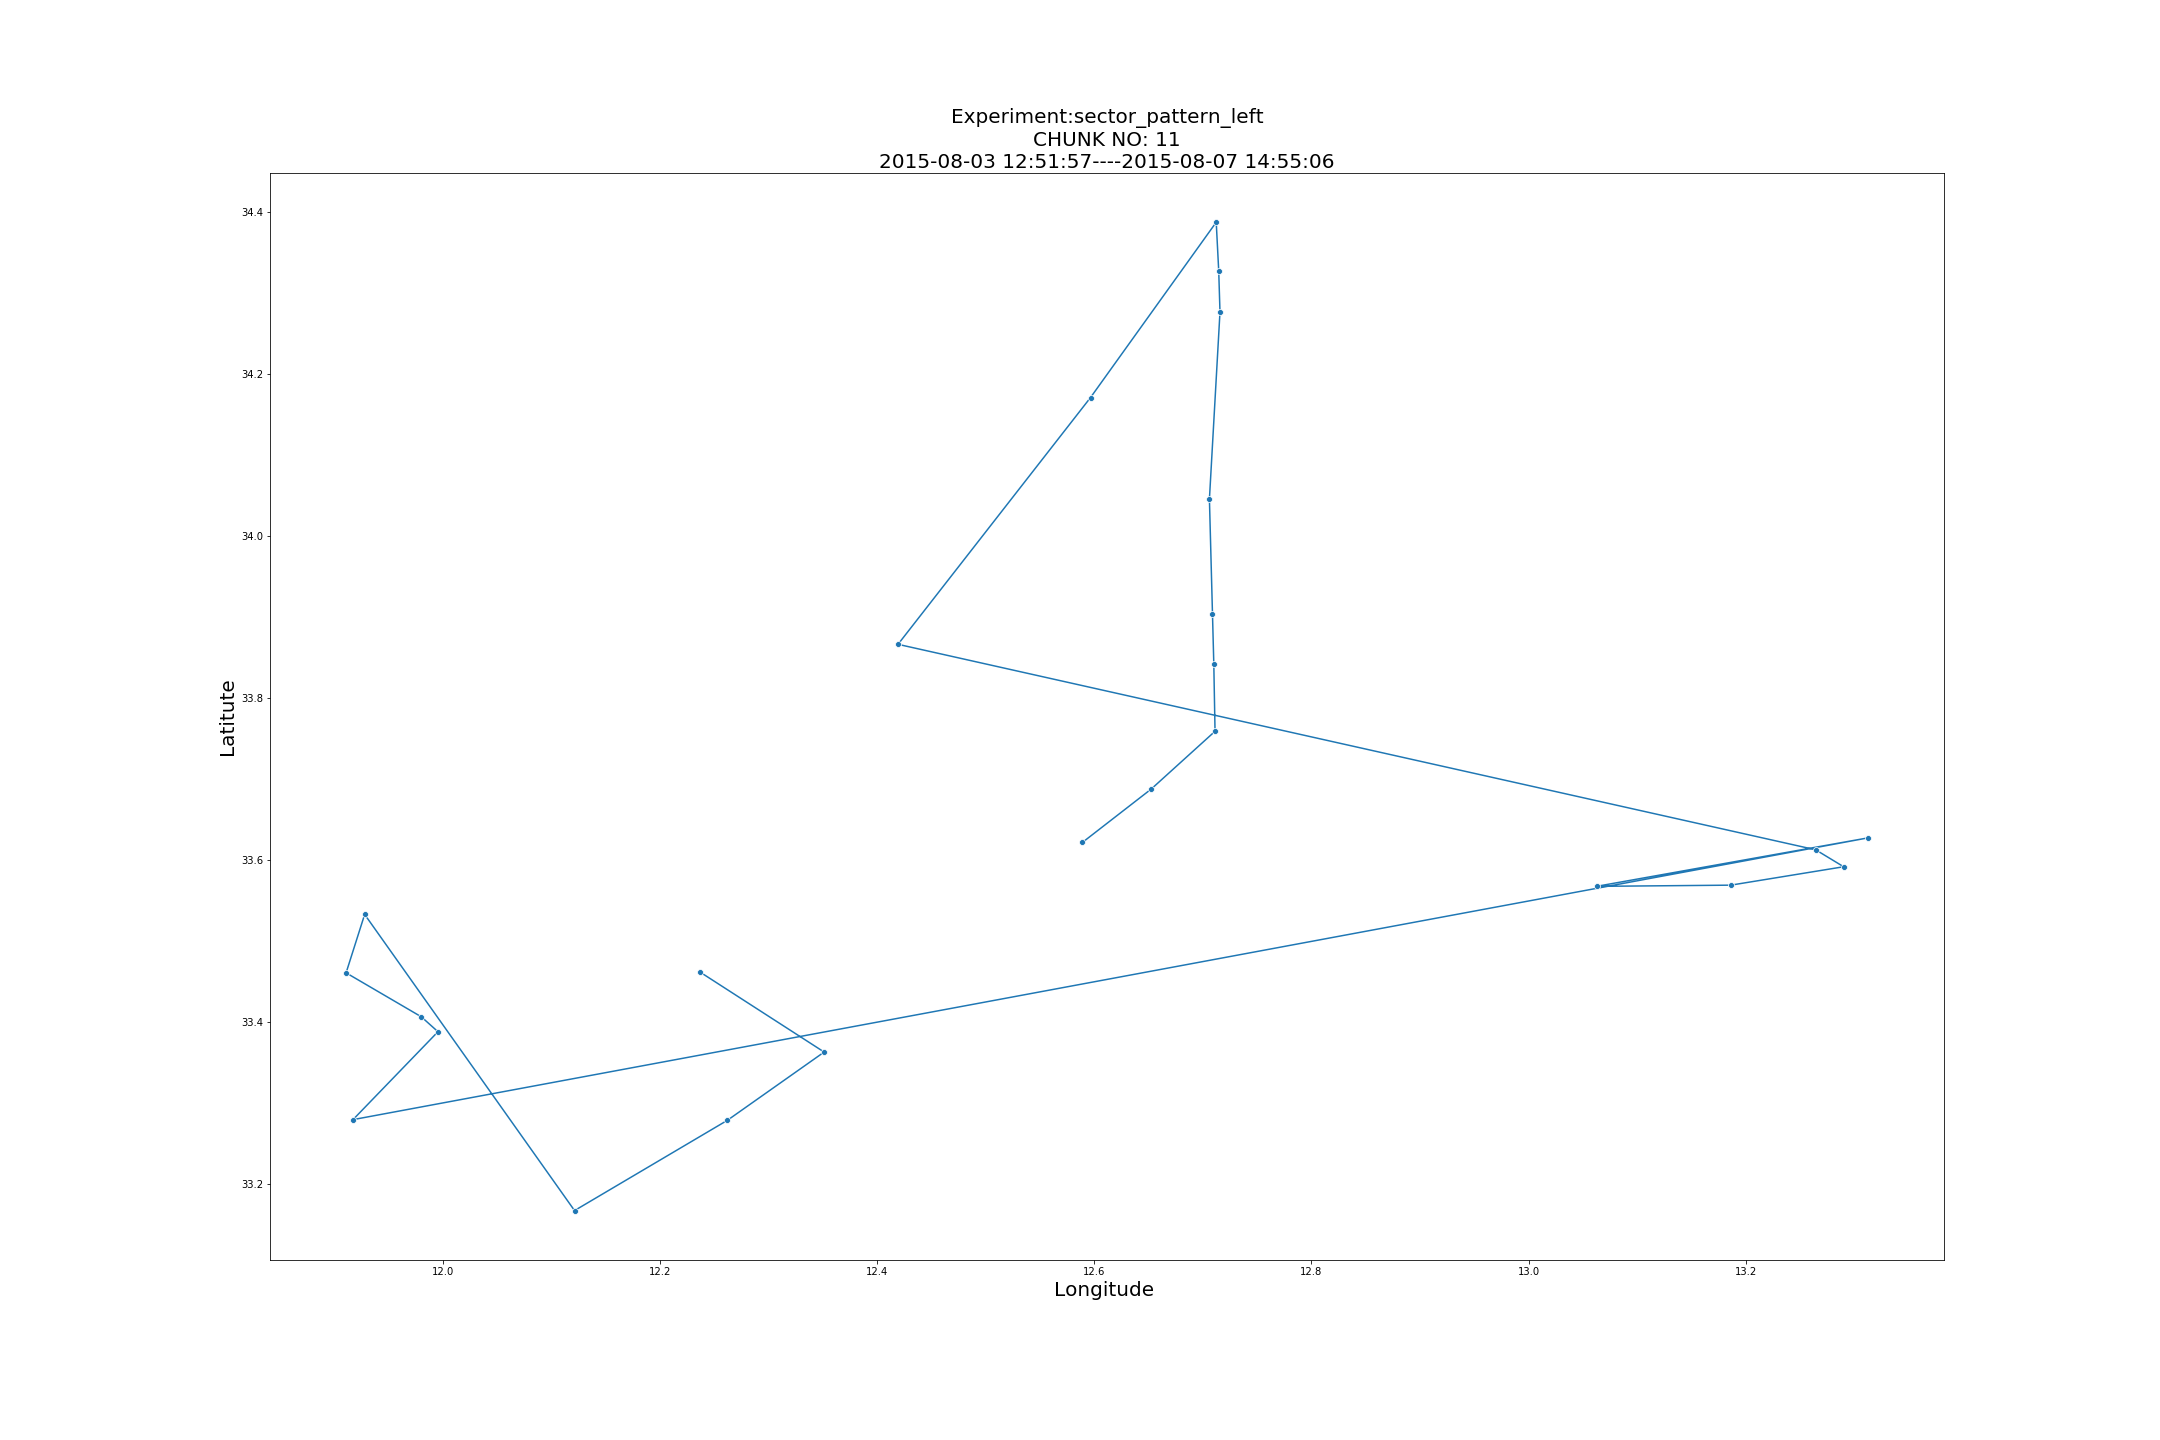 Experiment:sector_pattern_left
CHUNK NO: 11
2015-08-03 12:51:57----2015-08-07 14:55:06
34.4
34.2
34.0
33.8
33.6
33.4
33.2
Latitute
12.0 12.2 12.4 12.6 12.8 13.0 13.2
Longitude